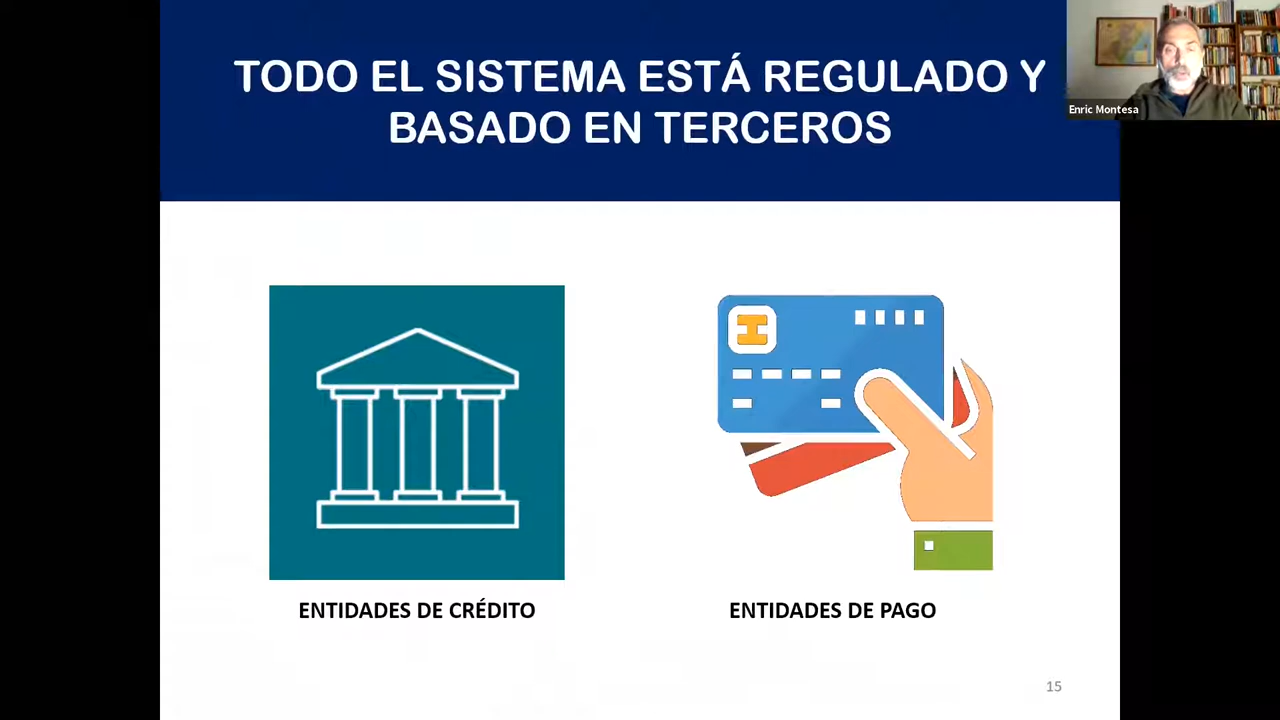 TODO EL SISTEMA ESTÁ REGULADO Y
BASADO EN TERCEROS
Enric Montesa
ENTIDADES DE CRÉDITO
ENTIDADES DE PAGO
15